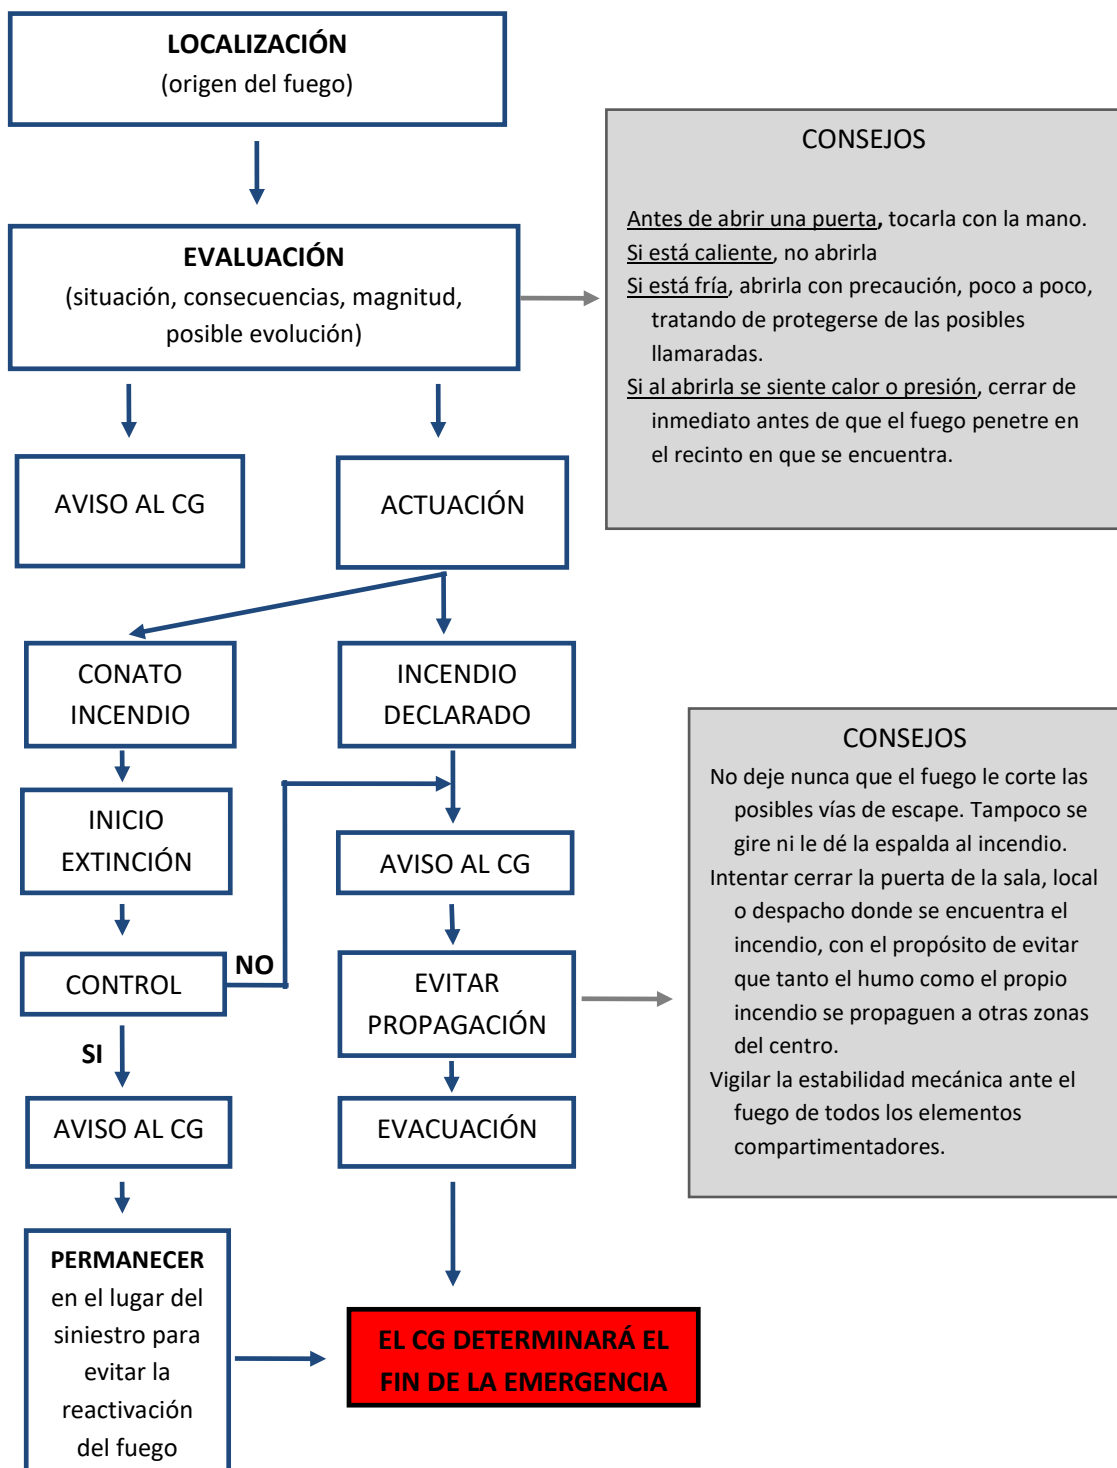 LOCALIZACIÓN
(origen del fuego)
EVALUACIÓN
(situación, consecuencias, magnitud,
posible evolución)
CONSEJOS
Antes de abrir una puerta, tocarla con la mano.
Si está caliente, no abrirla
Si está fría, abrirla con precaución, poco a poco,
tratando de protegerse de las posibles
llamaradas.
Si al abrirla se siente calor o presión, cerrar de
inmediato antes de que el fuego penetre en
el recinto en que se encuentra.
AVISO AL CG
ACTUACIÓN
CONATO
INCENDIO
INCENDIO
DECLARADO
INICIO
EXTINCIÓN
AVISO AL CG
CONTROL
NO
EVITAR
PROPAGACIÓN
CONSEJOS
No deje nunca que el fuego le corte las
posibles vías de escape. Tampoco se
gire ni le dé la espalda al incendio.
Intentar cerrar la puerta de la sala, local
o despacho donde se encuentra el
incendio, con el propósito de evitar
que tanto el humo como el propio
incendio se propaguen a otras zonas
del centro.
Vigilar la estabilidad mecánica ante el
fuego de todos los elementos
compartimentadores.
SI
AVISO AL CG
EVACUACIÓN
PERMANECER
en el lugar del
siniestro para
evitar la
reactivación
del fuego
EL CG DETERMINARÁ EL
FIN DE LA EMERGENCIA